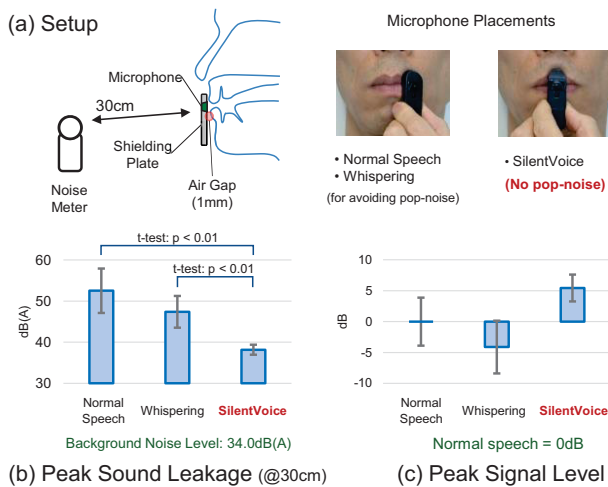 (a) Setup
Microphone Placements
Microphone
30cm
Shielding
Plate
Noise
Meter
Air Gap
(1mm)
• Normal Speech
• Whispering
(for avoiding pop-noise)
• SilentVoice
(No pop-noise)
t-test: p < 0.01
t-test: p < 0.01
60
50
40
30
dB(A)
Normal
Speech
Whispering
SilentVoice
Background Noise Level: 34.0dB(A)
(b) Peak Sound Leakage (@30cm)
10
5
0
-5
-10
dB
Normal
Speech
Whispering
SilentVoice
Normal speech = 0dB
(c) Peak Signal Level